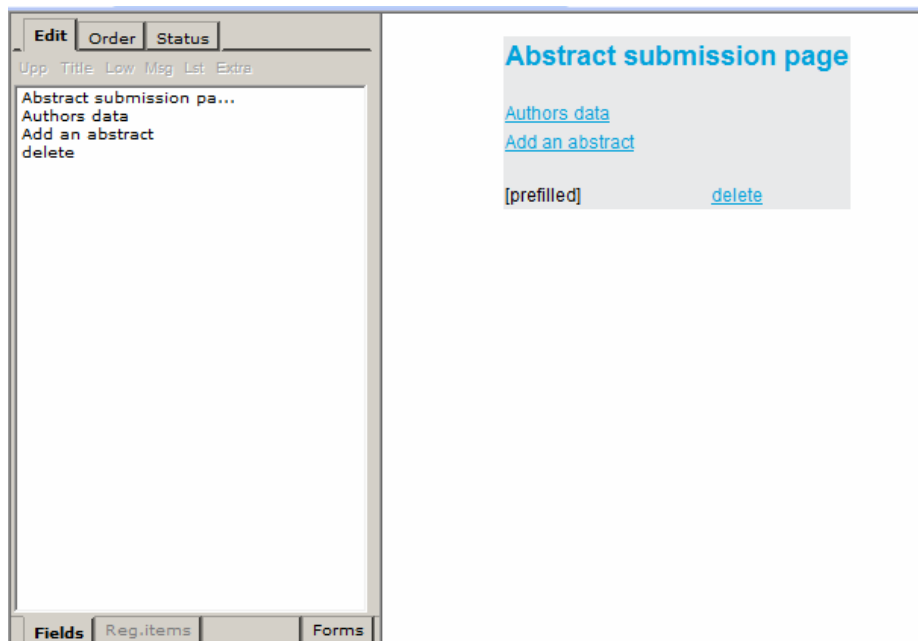 Edit Order Status
Upp Title Low Msg Lst Extra
Abstract submission pa...
Authors data
Add an abstract
delete
Fields Reg.items Forms
Abstract submission page
Authors data
Add an abstract
[prefilled] delete